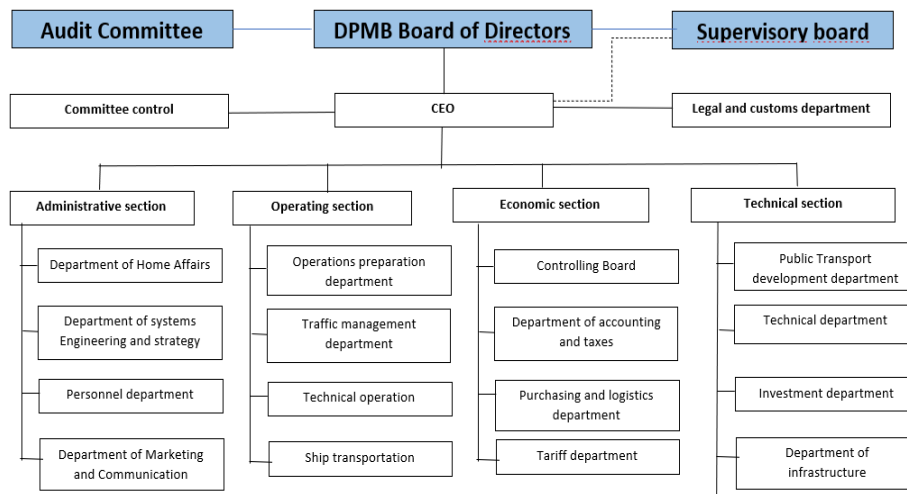 Audit Committee
DPMB Board of Directors
Supervisory board
Committee control
CEO
Legal and customs department
Administrative section
Operating section
Economic section
Technical section
Department of Home Affairs
Department of systems
Engineering and strategy
Personnel department
Department of Marketing
and Communication
Operations preparation
department
Traffic management
department
Technical operation
Ship transportation
Controlling Board
Department of accounting
and taxes
Purchasing and logistics
department
Tariff department
Public Transport
development department
Technical department
Investment department
Department of
infrastructure